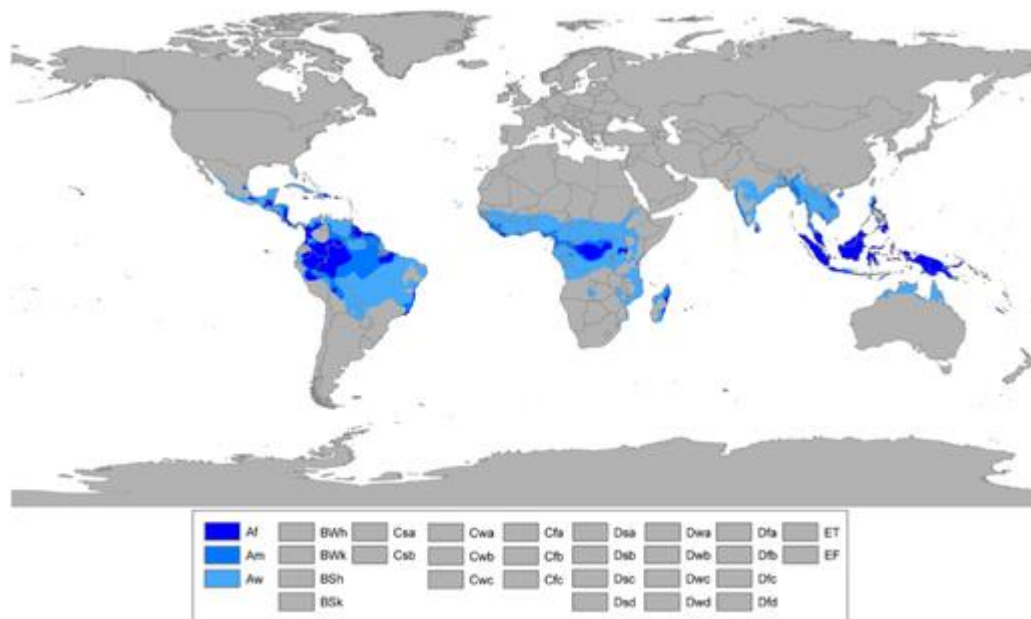 Af BWh Csa Cwa Cfa Dsa Dwa Dfa ET
Am BWk Csb Cwb Cfb Dsb Dwb Dfb EF
Aw BSh Cwc Cfc Dsc Dwc Dfc
BSk Dsd Dwd Dfd